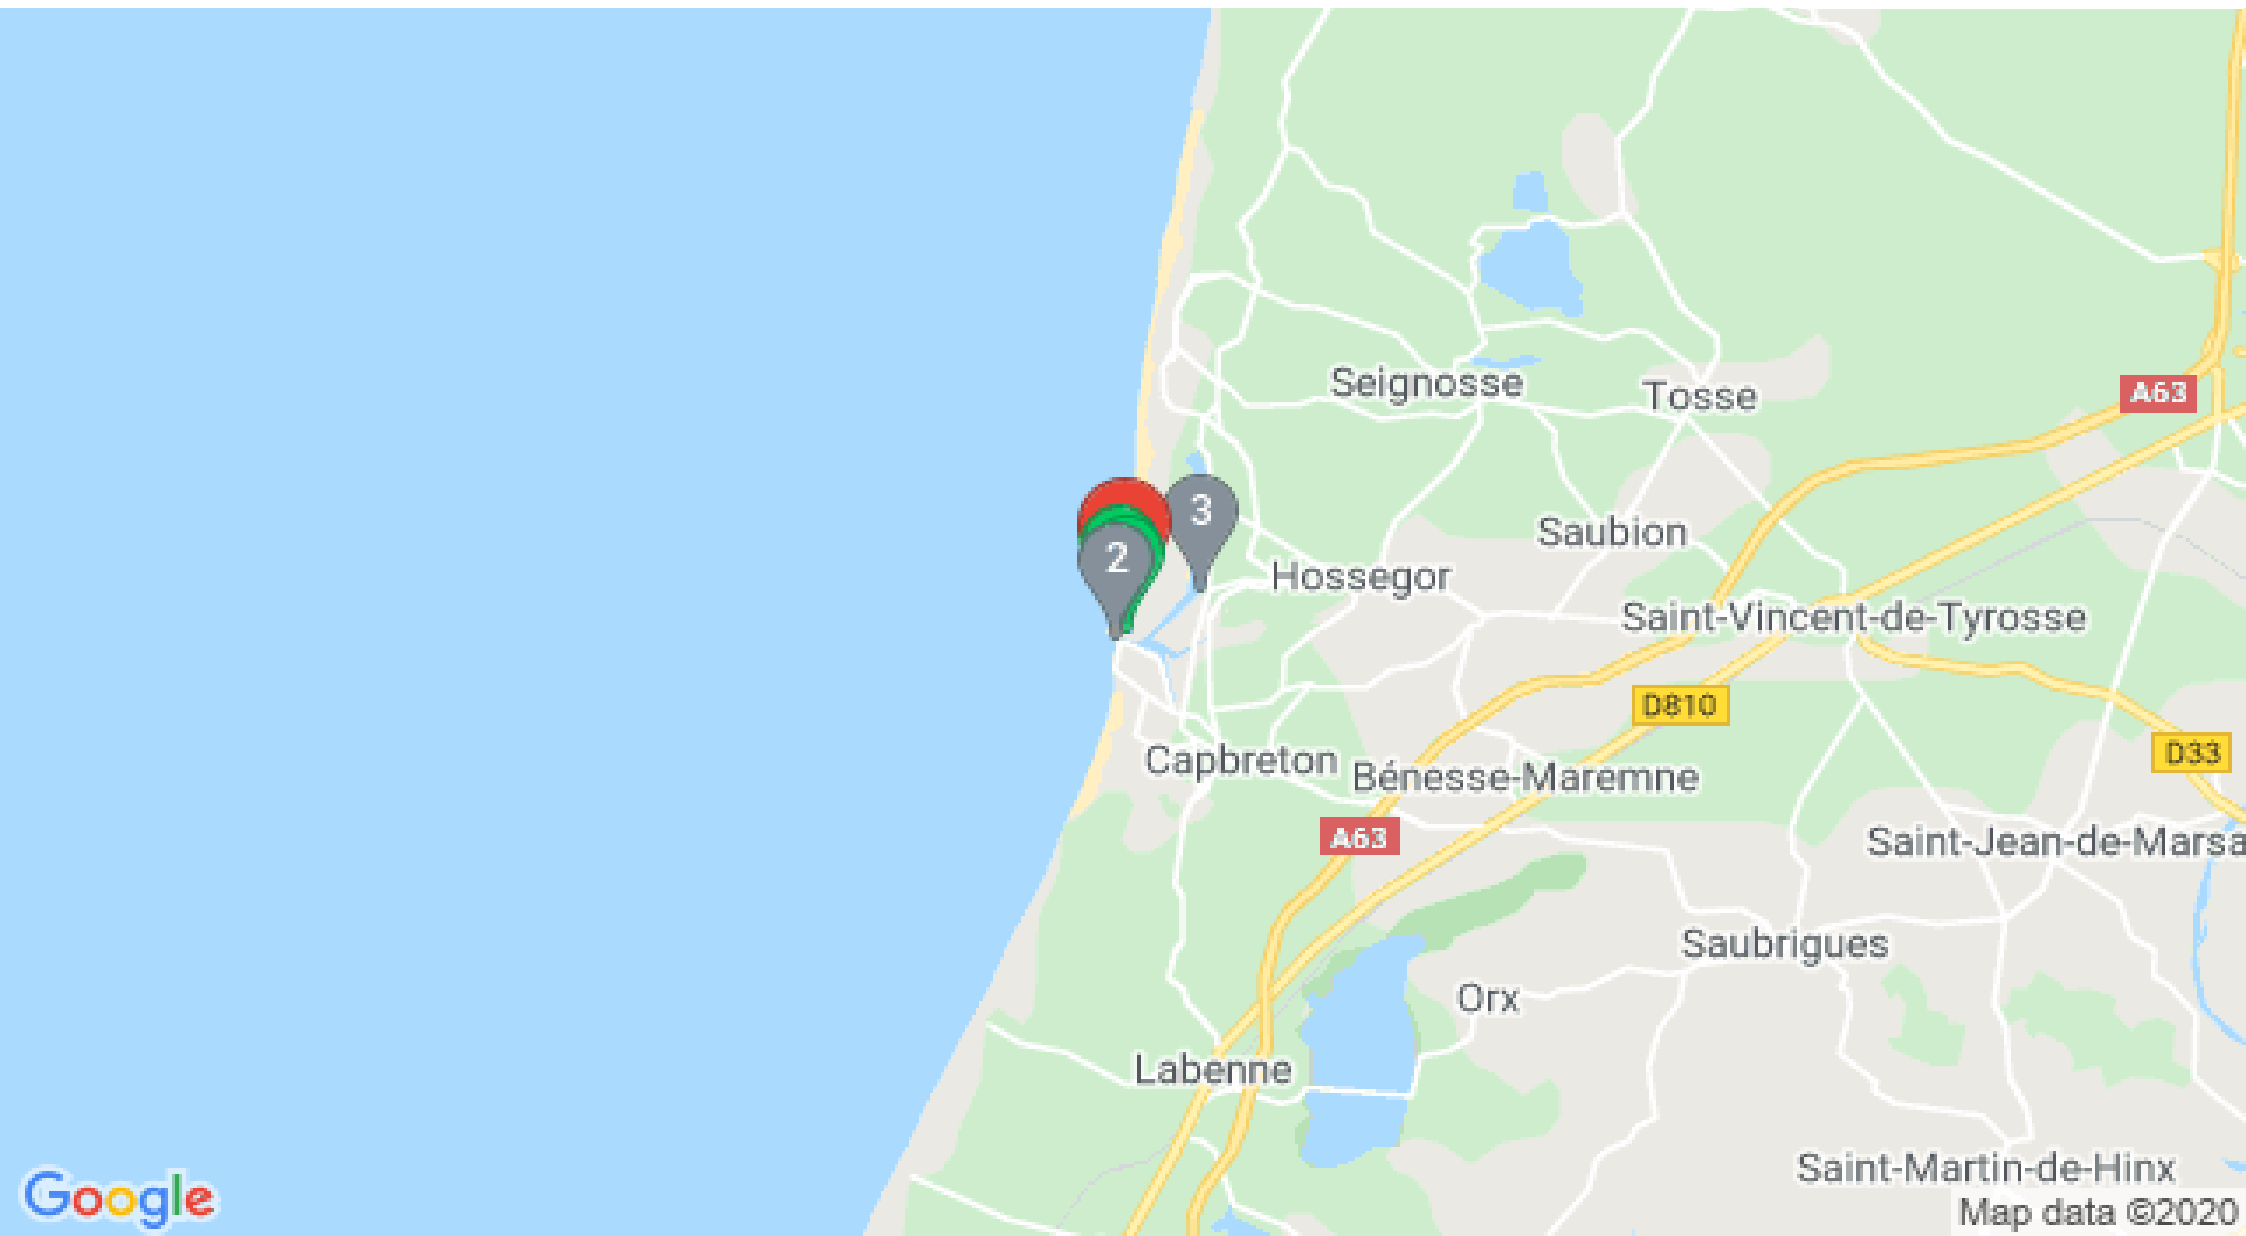 Seignosse
Tosse
A63
3
Saubion
2
Hossegor
Saint-Vincent-de-Tyrosse
D810
D33
Capbreton
Bénesse-Maremne
A63
Saint-Jean-de-Marsa
Saubrigues
Orx
Labenne
Saint-Martin-de-Hinx
Google
Map data ©2020